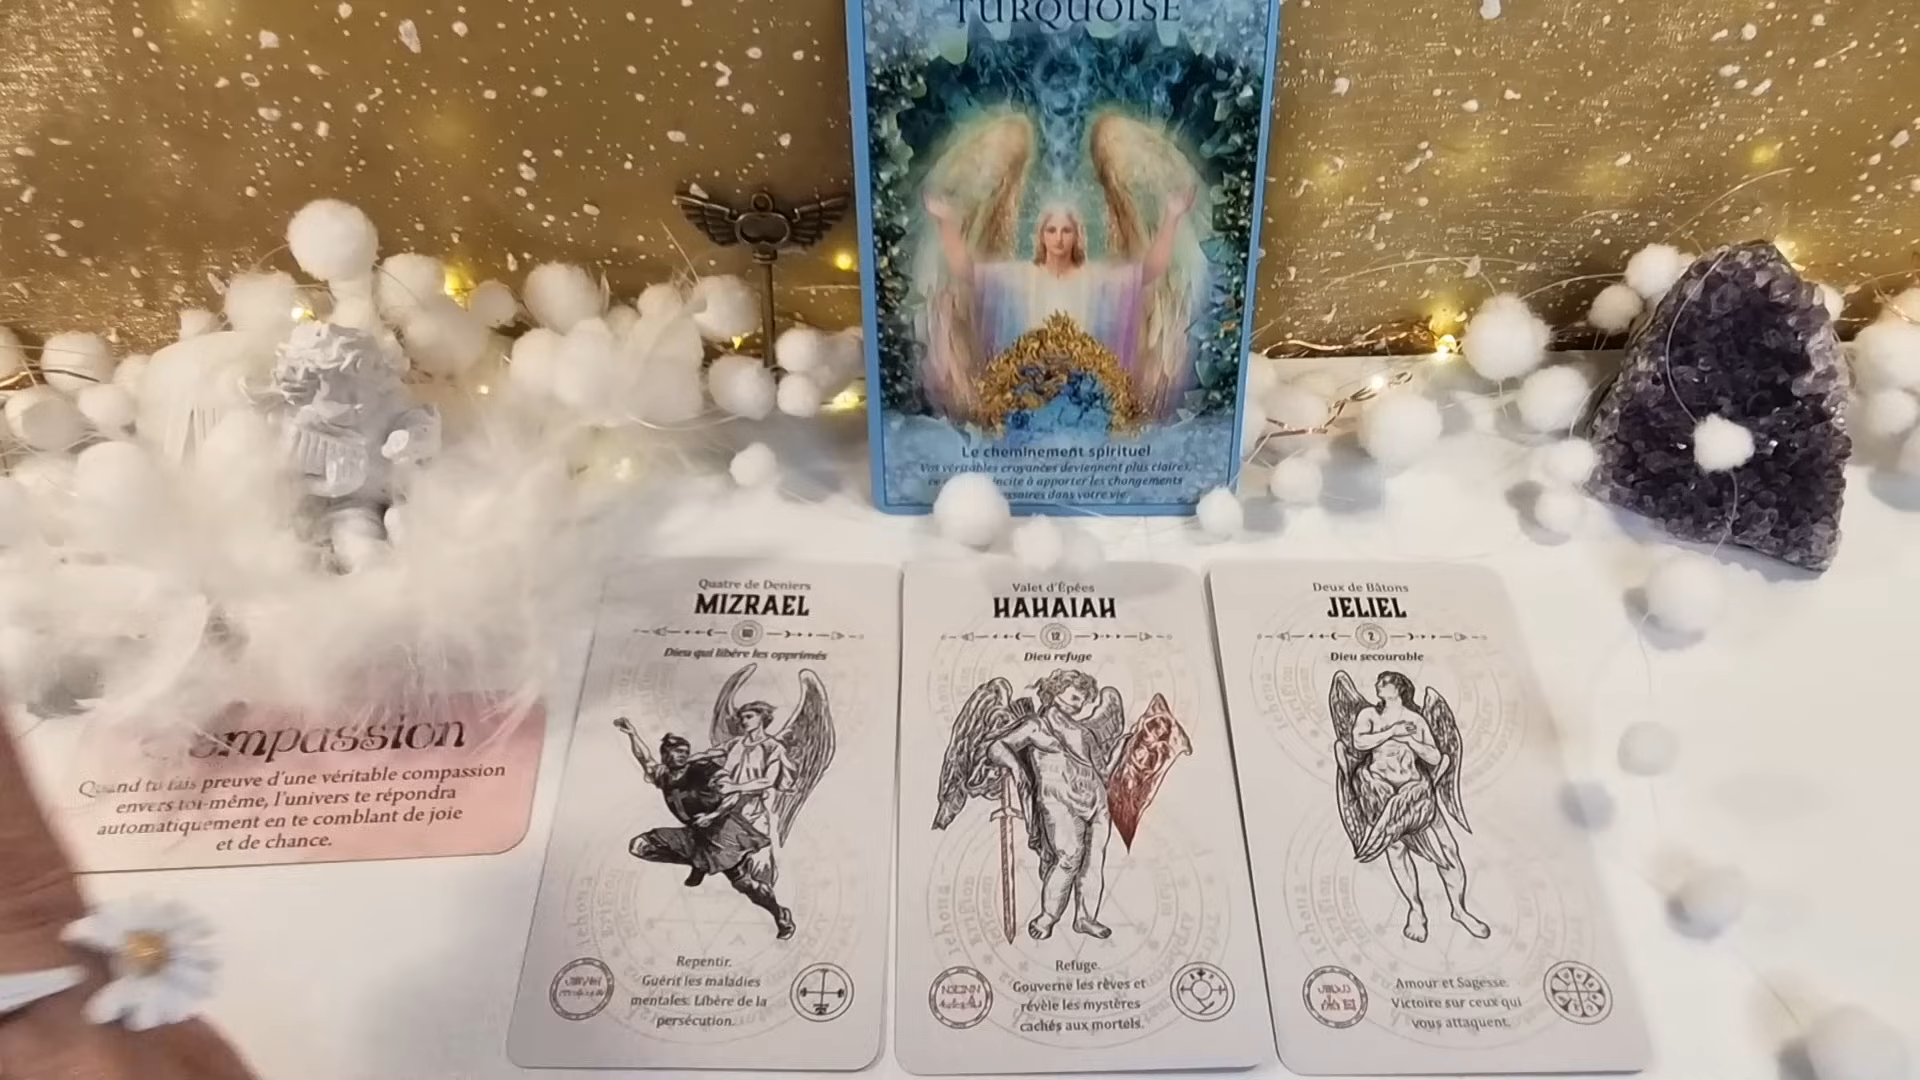 TURQUOISE
Le cheminement spirituel
Vos véritables croyances deviennent plus claires,
incite à apporter les changements
dans votre vie.
Quand tu fais preuve d'une véritable compassion
envers toi-même, l'univers te répondra
automatiquement en te comblant de joie
et de chance.
Quatre de Deniers
MIZRAEL
60
Dieu qui libère les opprimés
Repentir.
Guérit les maladies
mentales. Libère de la
persécution.
Valet d'Épées
HAHAIAH
12
Dieu refuge
Refuge.
Gouverne les rêves et
révèle les mystères
cachés aux mortels.
Deux de Bâtons
JELIEL
2
Dieu secourable
Amour et Sagesse.
Victoire sur ceux qui
vous attaquent.